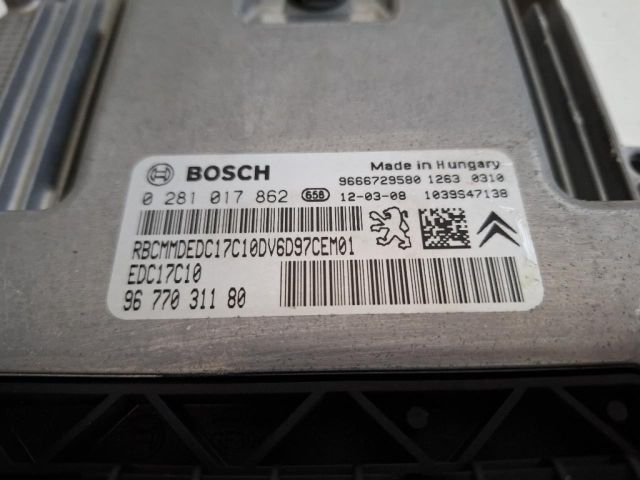 BOSCH
Made in Hungary
9666729580 1263 0310
0 281 017 862 658 12-03-08 1039S47138
RBCMMDEDC17C10DV6D97CEM01
EDC17C10
96 770 311 80